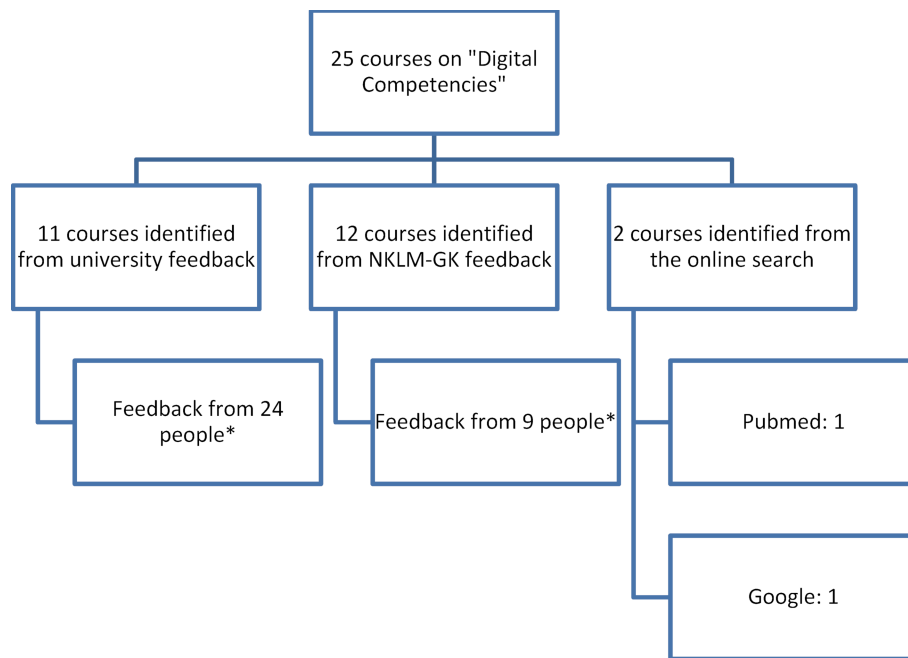 25 courses on "Digital
Competencies"
11 courses identified
from university feedback
12 courses identified
from NKLM-GK feedback
2 courses identified from
the online search
Feedback from 24
people*
Feedback from 9 people*
Pubmed: 1
Google: 1